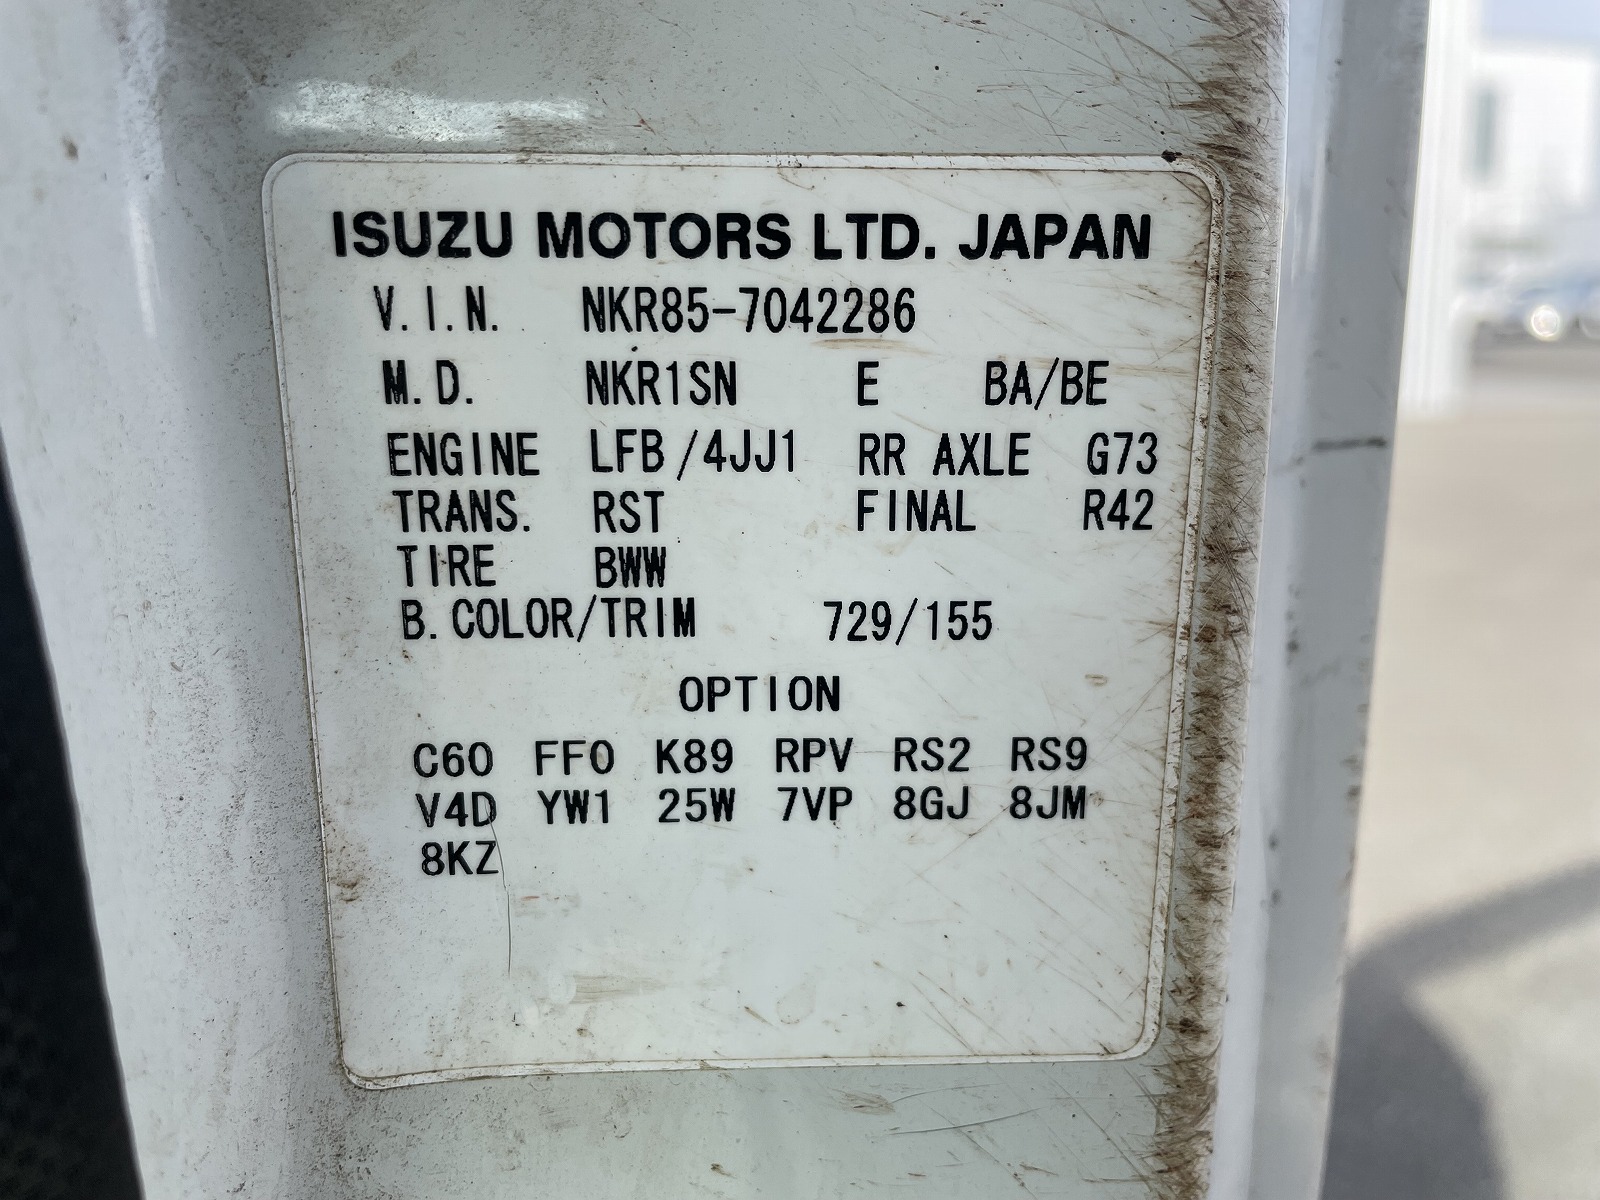 ISUZU MOTORS LTD. JAPAN
V.I.N. NKR85-7042286
M.D. NKR1SN E BA/BE
ENGINE LFB /4JJ1 RR AXLE G73
TRANS. RST FINAL R42
TIRE BWW
B.COLOR/TRIM 729/155
OPTION
C60 FF0 K89 RPV RS2 RS9
V4D YW1 25W 7VP 8GJ 8JM
8KZ